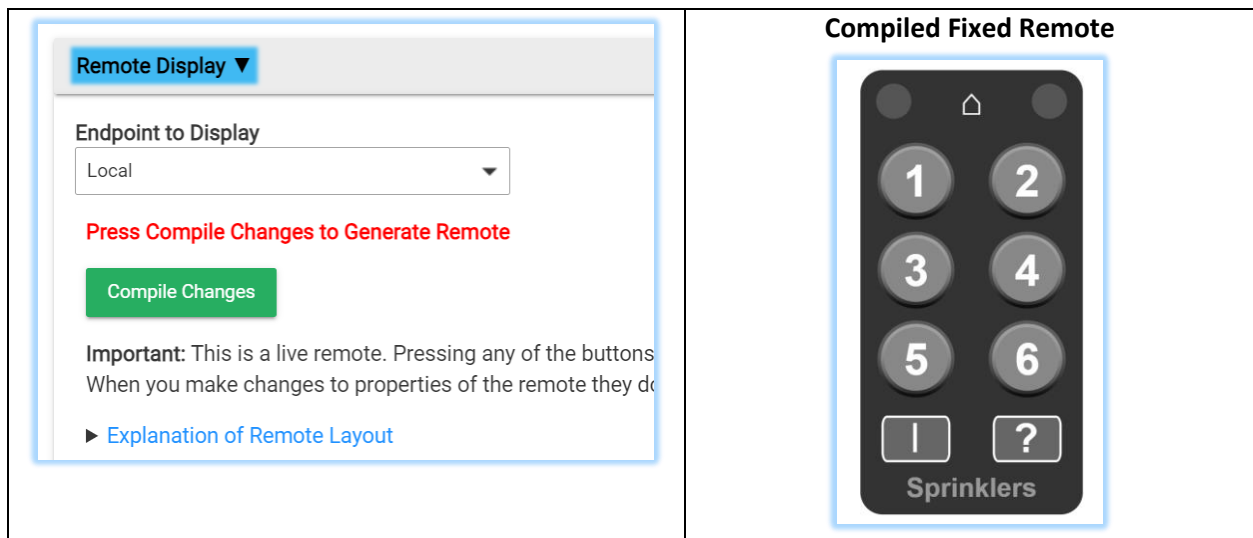 Remote Display ▼
Endpoint to Display
Local
Press Compile Changes to Generate Remote
Compile Changes
Important: This is a live remote. Pressing any of the buttons
When you make changes to properties of the remote they do
▶ Explanation of Remote Layout
Compiled Fixed Remote
1 2
3 4
5 6
| ?
Sprinklers